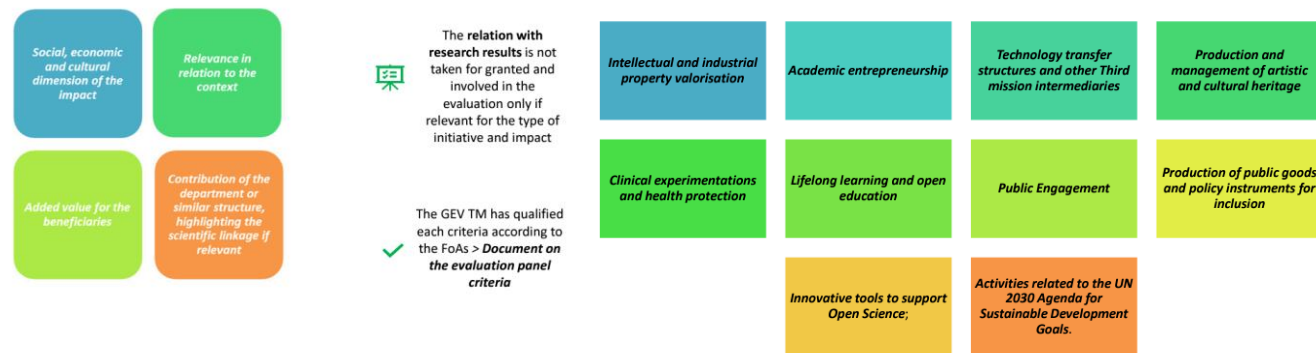 Social, economic
and cultural
dimension of the
impact
Relevance in
relation to the
context
Added value for the
beneficiaries
Contribution of the
department or
similar structure,
highlighting the
scientific linkage if
relevant
The relation with
research results is not
taken for granted and
involved in the
evaluation only if
relevant for the type of
initiative and impact
The GEV TM has qualified
each criteria according to
the FoAs > Document on
the evaluation panel
criteria
Intellectual and industrial
property valorisation
Academic entrepreneurship
Technology transfer
structures and other Third
mission intermediaries
Production and
management of artistic
and cultural heritage
Clinical experimentations
and health protection
Lifelong learning and open
education
Public Engagement
Production of public goods
and policy instruments for
inclusion
Innovative tools to support
Open Science;
Activities related to the UN
2030 Agenda for
Sustainable Development
Goals.